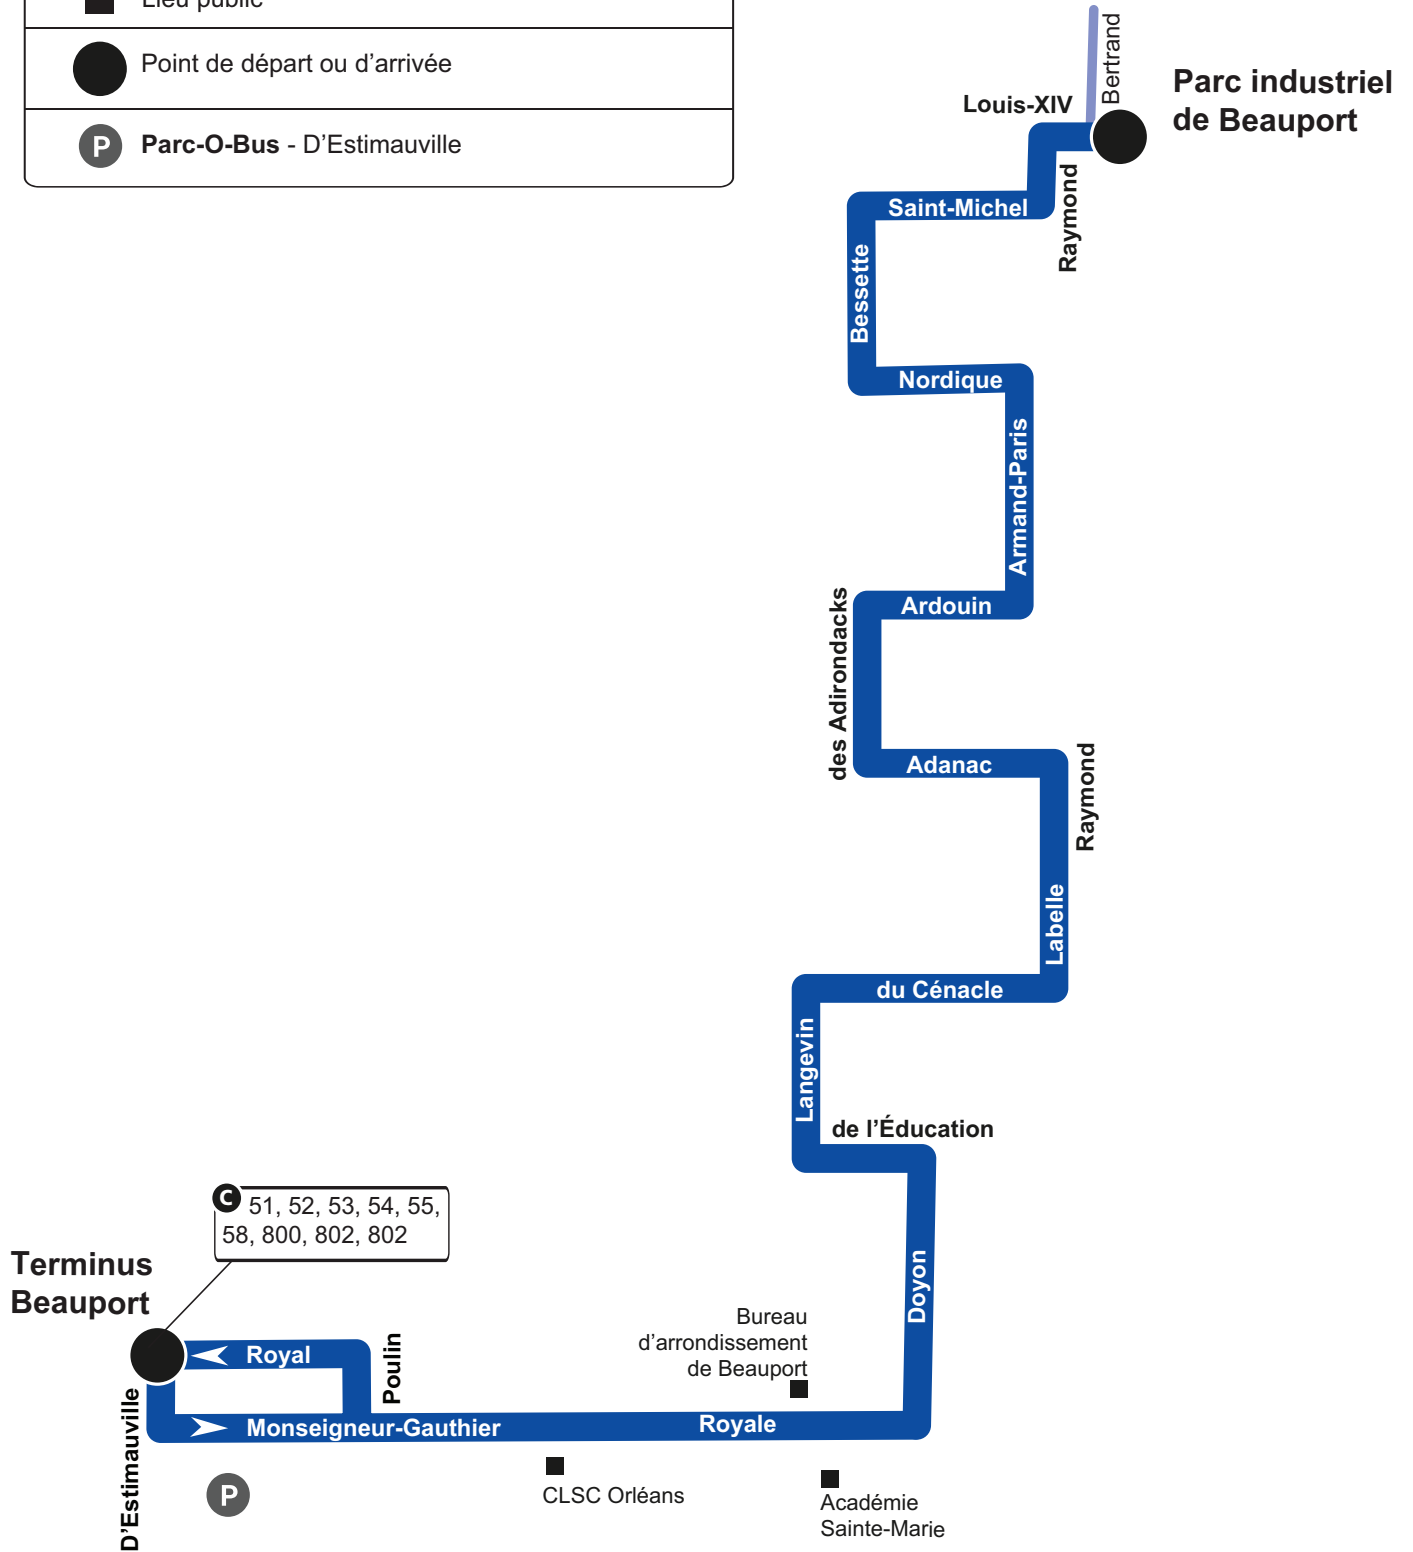 Lieu public
Point de départ ou d'arrivée
P Parc-O-Bus - D'Estimauville
Bertrand
Parc industriel
de Beauport
Louis-XIV
Raymond
Saint-Michel
Bessette
Nordique
Armand-Paris
Ardouin
des Adirondacks
Adanac
Raymond
Labelle
du Cénacle
Langevin
de l'Éducation
Doyon
C 51, 52, 53, 54, 55,
58, 800, 802, 802
Terminus
Beauport
Royal
Poulin
Bureau
d'arrondissement
de Beauport
D'Estimauville
Monseigneur-Gauthier
Royale
P
CLSC Orléans
Académie
Sainte-Marie